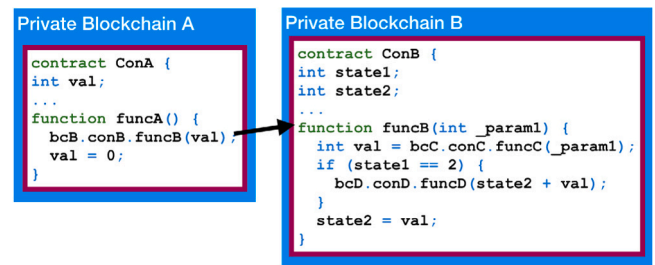 Private Blockchain A
contract ConA {
int val;
...
function funcA() {
bcB.conB.funcB(val);
val = 0;
}
Private Blockchain B
contract ConB {
int state1;
int state2;
...
function funcB(int _param1) {
int val = bcC.conC.funcC(_param1);
if (state1 == 2) {
bcD.conD.funcD(state2 + val);
}
state2 = val;
}